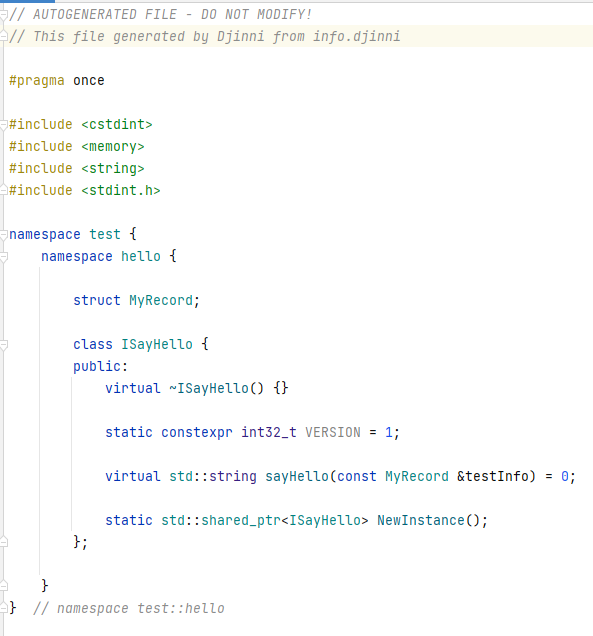 // AUTOGENERATED FILE - DO NOT MODIFY!
// This file generated by Djinni from info.djinni
#pragma once
#include <cstdint>
#include <memory>
#include <string>
#include <stdint.h>
namespace test {
namespace hello {
struct MyRecord;
class ISayHello {
public:
virtual ~ISayHello() {}
static constexpr int32_t VERSION = 1;
virtual std::string sayHello(const MyRecord &testInfo) = 0;
static std::shared_ptr<ISayHello> NewInstance();
};
}
} // namespace test::hello